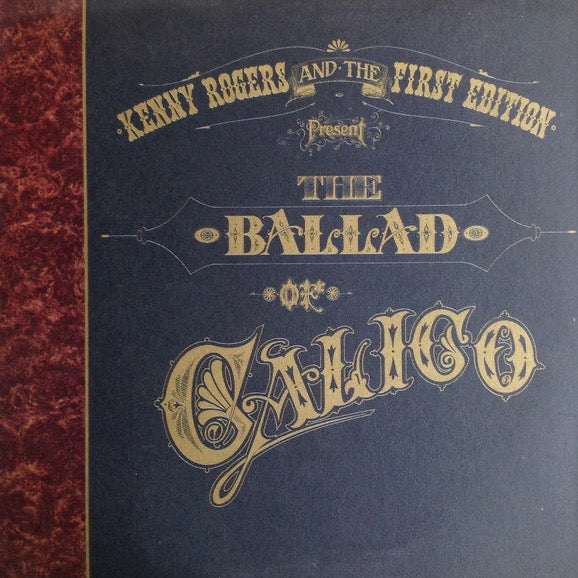 ·KENNY ROGERS AND·THE FIRST EDITION·
Present
THE
BALLAD
OF
CALICO